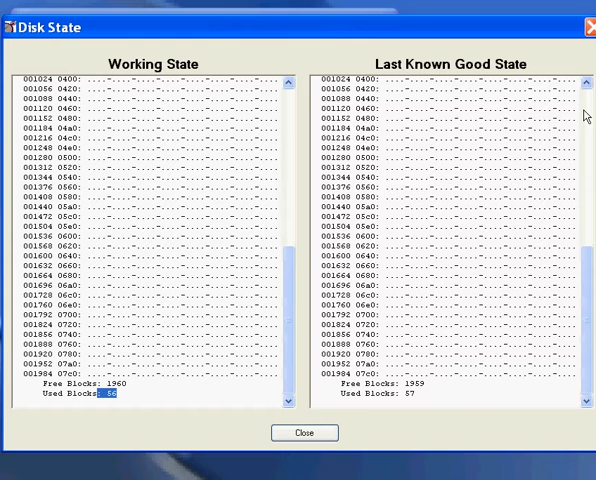 Disk State
Working State
001024 0400: ....-....-....-....-....-....-....-....
001056 0420: ....-....-....-....-....-....-....-....
001088 0440: ....-....-....-....-....-....-....-....
001120 0460: ....-....-....-....-....-....-....-....
001152 0480: ....-....-....-....-....-....-....-....
001184 04a0: ....-....-....-....-....-....-....-....
001216 04c0: ....-....-....-....-....-....-....-....
001248 04e0: ....-....-....-....-....-....-....-....
001280 0500: ....-....-....-....-....-....-....-....
001312 0520: ....-....-....-....-....-....-....-....
001344 0540: ....-....-....-....-....-....-....-....
001376 0560: ....-....-....-....-....-....-....-....
001408 0580: ....-....-....-....-....-....-....-....
001440 05a0: ....-....-....-....-....-....-....-....
001472 05c0: ....-....-....-....-....-....-....-....
001504 05e0: ....-....-....-....-....-....-....-....
001536 0600: ....-....-....-....-....-....-....-....
001568 0620: ....-....-....-....-....-....-....-....
001600 0640: ....-....-....-....-....-....-....-....
001632 0660: ....-....-....-....-....-....-....-....
001664 0680: ....-....-....-....-....-....-....-....
001696 06a0: ....-....-....-....-....-....-....-....
001728 06c0: ....-....-....-....-....-....-....-....
001760 06e0: ....-....-....-....-....-....-....-....
001792 0700: ....-....-....-....-....-....-....-....
001824 0720: ....-....-....-....-....-....-....-....
001856 0740: ....-....-....-....-....-....-....-....
001888 0760: ....-....-....-....-....-....-....-....
001920 0780: ....-....-....-....-....-....-....-....
001952 07a0: ....-....-....-....-....-....-....-....
001984 07c0: ....-....-....-....-....-....-....-....
Free Blocks: 1960
Used Blocks: 56
Last Known Good State
001024 0400: ....-....-....-....-....-....-....-....
001056 0420: ....-....-....-....-....-....-....-....
001088 0440: ....-....-....-....-....-....-....-....
001120 0460: ....-....-....-....-....-....-....-....
001152 0480: ....-....-....-....-....-....-....-....
001184 04a0: ....-....-....-....-....-....-....-....
001216 04c0: ....-....-....-....-....-....-....-....
001248 04e0: ....-....-....-....-....-....-....-....
001280 0500: ....-....-....-....-....-....-....-....
001312 0520: ....-....-....-....-....-....-....-....
001344 0540: ....-....-....-....-....-....-....-....
001376 0560: ....-....-....-....-....-....-....-....
001408 0580: ....-....-....-....-....-....-....-....
001440 05a0: ....-....-....-....-....-....-....-....
001472 05c0: ....-....-....-....-....-....-....-....
001504 05e0: ....-....-....-....-....-....-....-....
001536 0600: ....-....-....-....-....-....-....-....
001568 0620: ....-....-....-....-....-....-....-....
001600 0640: ....-....-....-....-....-....-....-....
001632 0660: ....-....-....-....-....-....-....-....
001664 0680: ....-....-....-....-....-....-....-....
001696 06a0: ....-....-....-....-....-....-....-....
001728 06c0: ....-....-....-....-....-....-....-....
001760 06e0: ....-....-....-....-....-....-....-....
001792 0700: ....-....-....-....-....-....-....-....
001824 0720: ....-....-....-....-....-....-....-....
001856 0740: ....-....-....-....-....-....-....-....
001888 0760: ....-....-....-....-....-....-....-....
001920 0780: ....-....-....-....-....-....-....-....
001952 07a0: ....-....-....-....-....-....-....-....
001984 07c0: ....-....-....-....-....-....-....-....
Free Blocks: 1959
Used Blocks: 57
Close